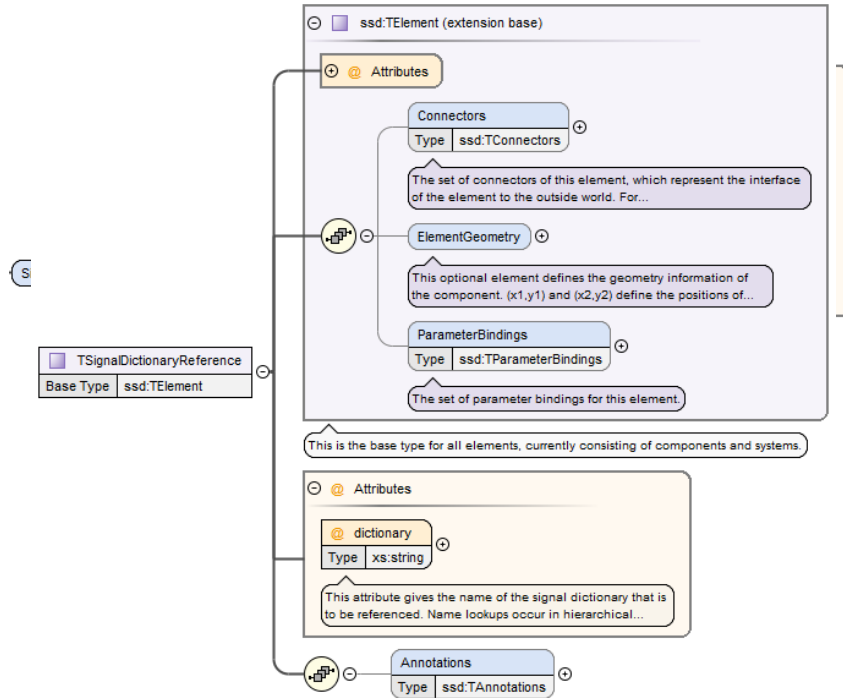 ssd:TElement (extension base)
@ Attributes
Connectors
Type ssd:TConnectors
The set of connectors of this element, which represent the interface
of the element to the outside world. For...
ElementGeometry
This optional element defines the geometry information of
the component. (x1,y1) and (x2,y2) define the positions of...
ParameterBindings
Type ssd:TParameterBindings
The set of parameter bindings for this element.
TSignalDictionaryReference
Base Type ssd:TElement
This is the base type for all elements, currently consisting of components and systems.
@ Attributes
@ dictionary
Type xs:string
This attribute gives the name of the signal dictionary that is
to be referenced. Name lookups occur in hierarchical...
Annotations
Type ssd:TAnnotations